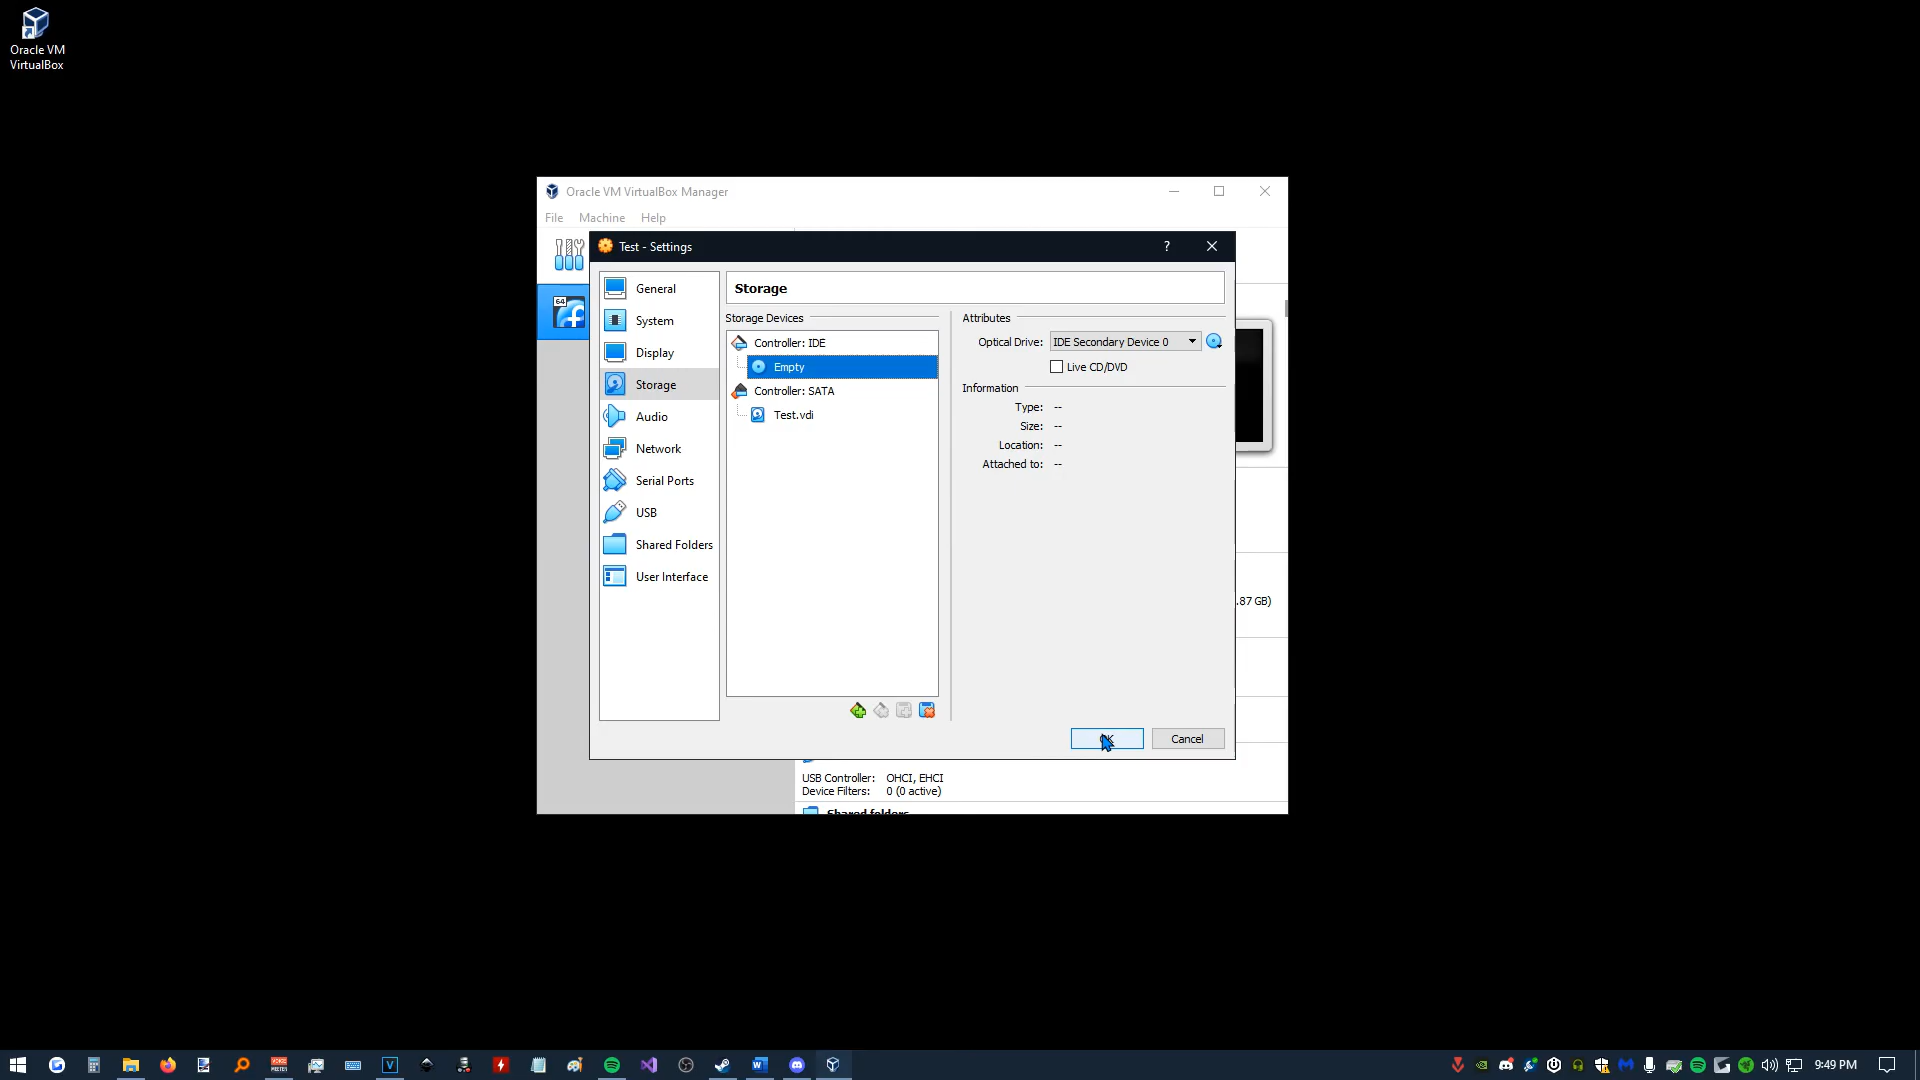 Oracle VM
VirtualBox
Oracle VM VirtualBox Manager
File Machine Help
Test - Settings
?
64
General
System
Display
Storage
Audio
Network
Serial Ports
USB
Shared Folders
User Interface
Storage
Storage Devices
Controller: IDE
Empty
Controller: SATA
Test.vdi
Attributes
Optical Drive: IDE Secondary Device 0
Live CD/DVD
Information
Type: --
Size: --
Location: --
Attached to: --
.87 GB)
Cancel
USB Controller: OHCI, EHCI
Device Filters: 0 (0 active)
Shared folders
9:49 PM